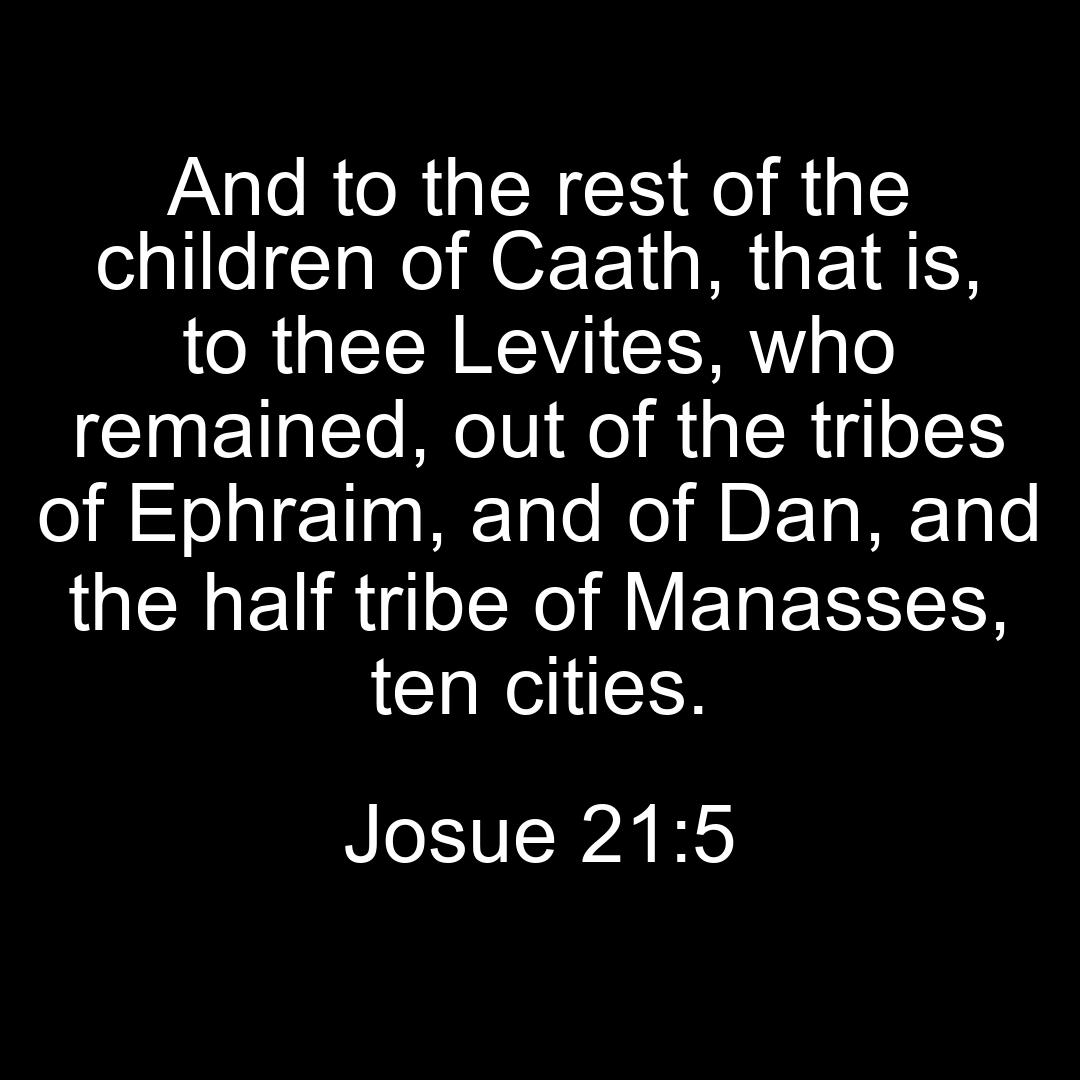 And to the rest of the
children of Caath, that is,
to thee Levites, who
remained, out of the tribes
of Ephraim, and of Dan, and
the half tribe of Manasses,
ten cities.
Josue 21:5